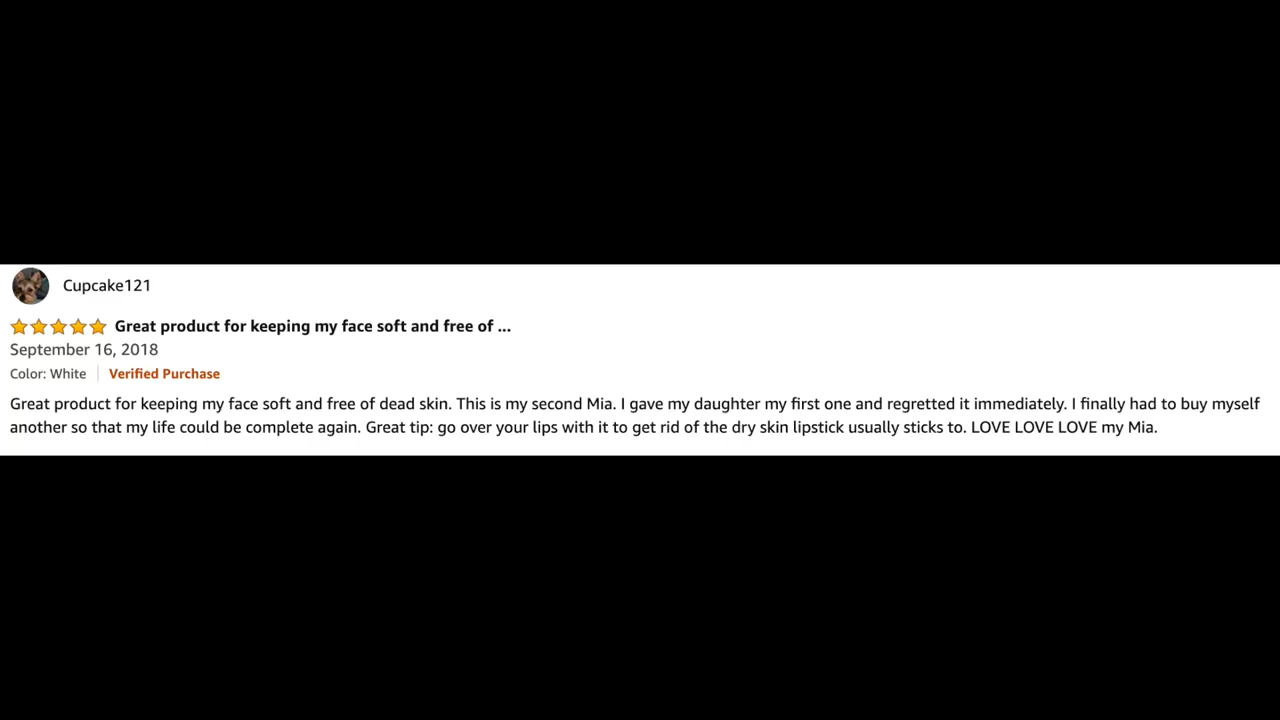 Cupcake121
Great product for keeping my face soft and free of ...
September 16, 2018
Color: White | Verified Purchase
Great product for keeping my face soft and free of dead skin. This is my second Mia. I gave my daughter my first one and regretted it immediately. I finally had to buy myself
another so that my life could be complete again. Great tip: go over your lips with it to get rid of the dry skin lipstick usually sticks to. LOVE LOVE LOVE my Mia.